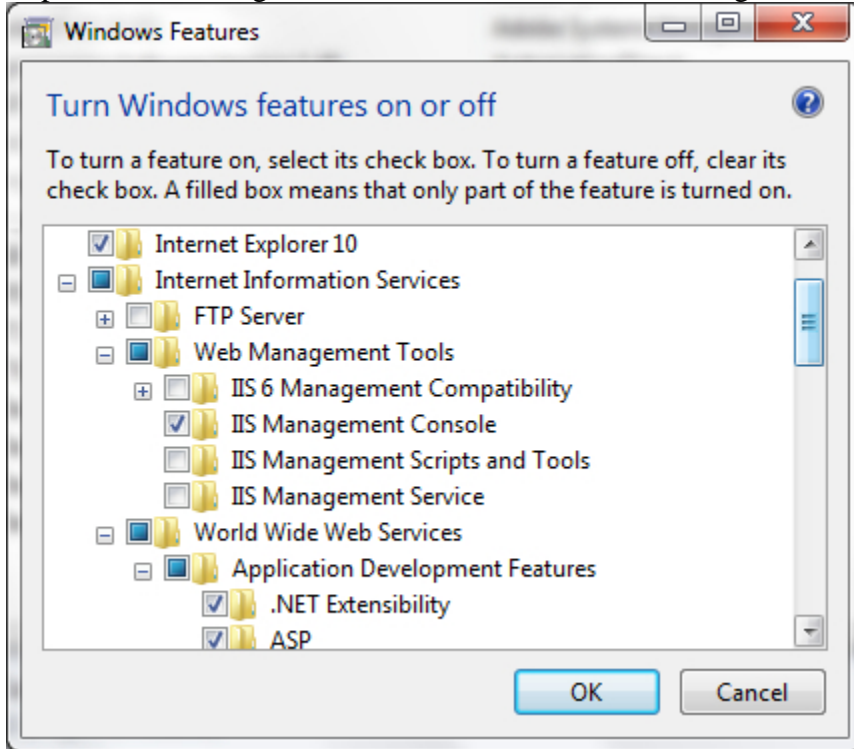 Windows Features
Turn Windows features on or off
To turn a feature on, select its check box. To turn a feature off, clear its
check box. A filled box means that only part of the feature is turned on.
Internet Explorer 10
Internet Information Services
FTP Server
Web Management Tools
IIS 6 Management Compatibility
IIS Management Console
IIS Management Scripts and Tools
IIS Management Service
World Wide Web Services
Application Development Features
.NET Extensibility
ASP
OK Cancel